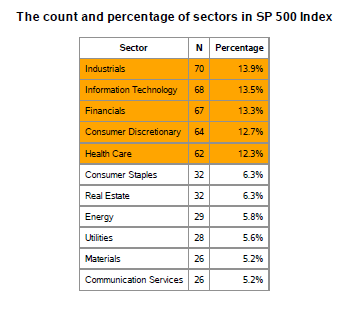 The count and percentage of sectors in SP 500 Index
Sector N Percentage
Industrials 70 13.9%
Information Technology 68 13.5%
Financials 67 13.3%
Consumer Discretionary 64 12.7%
Health Care 62 12.3%
Consumer Staples 32 6.3%
Real Estate 32 6.3%
Energy 29 5.8%
Utilities 28 5.6%
Materials 26 5.2%
Communication Services 26 5.2%